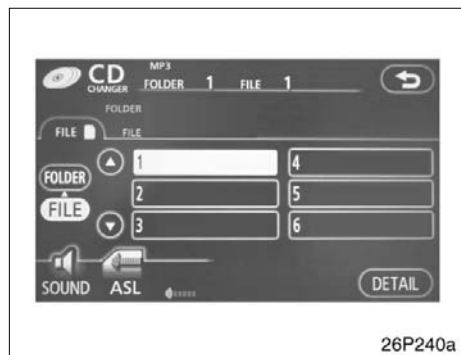 CD CHANGER
MP3
FOLDER 1 FILE 1
FOLDER
FILE FILE
1 4
FOLDER
2 5
FILE
3 6
SOUND ASL
DETAIL
26P240a